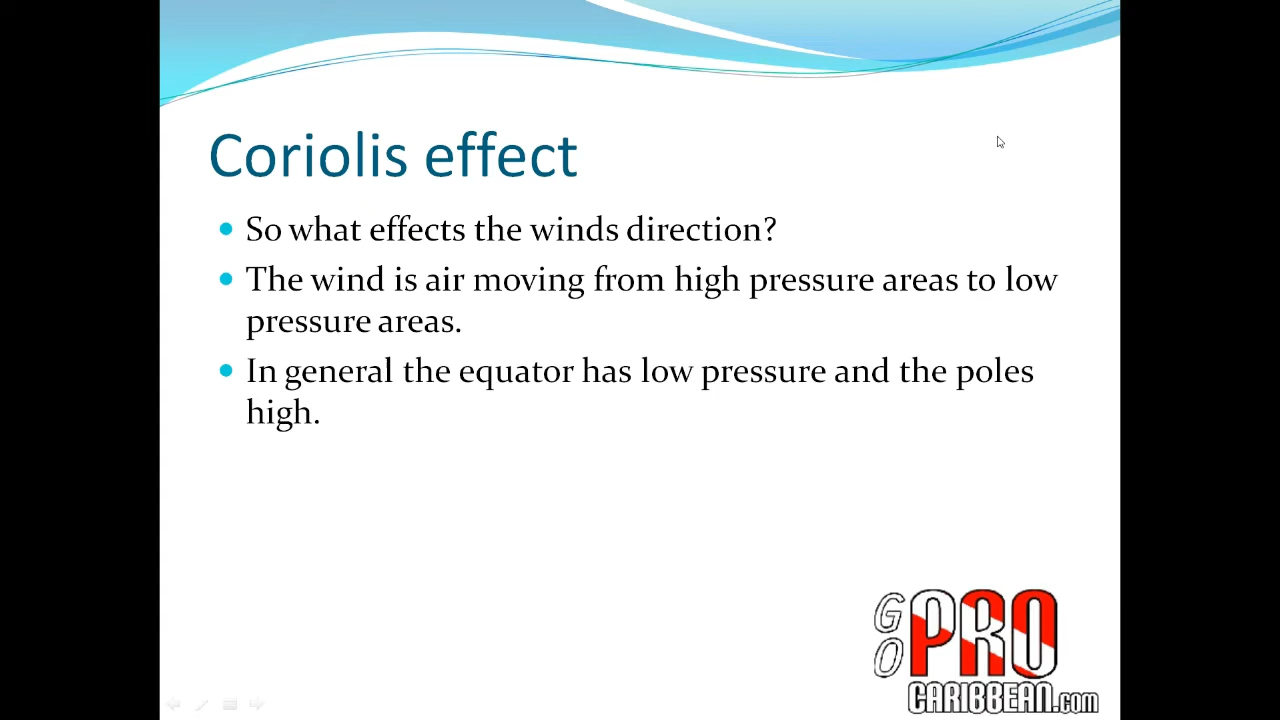 Coriolis effect
So what effects the winds direction?
The wind is air moving from high pressure areas to low
pressure areas.
In general the equator has low pressure and the poles
high.
GO PRO
CARIBBEAN.com